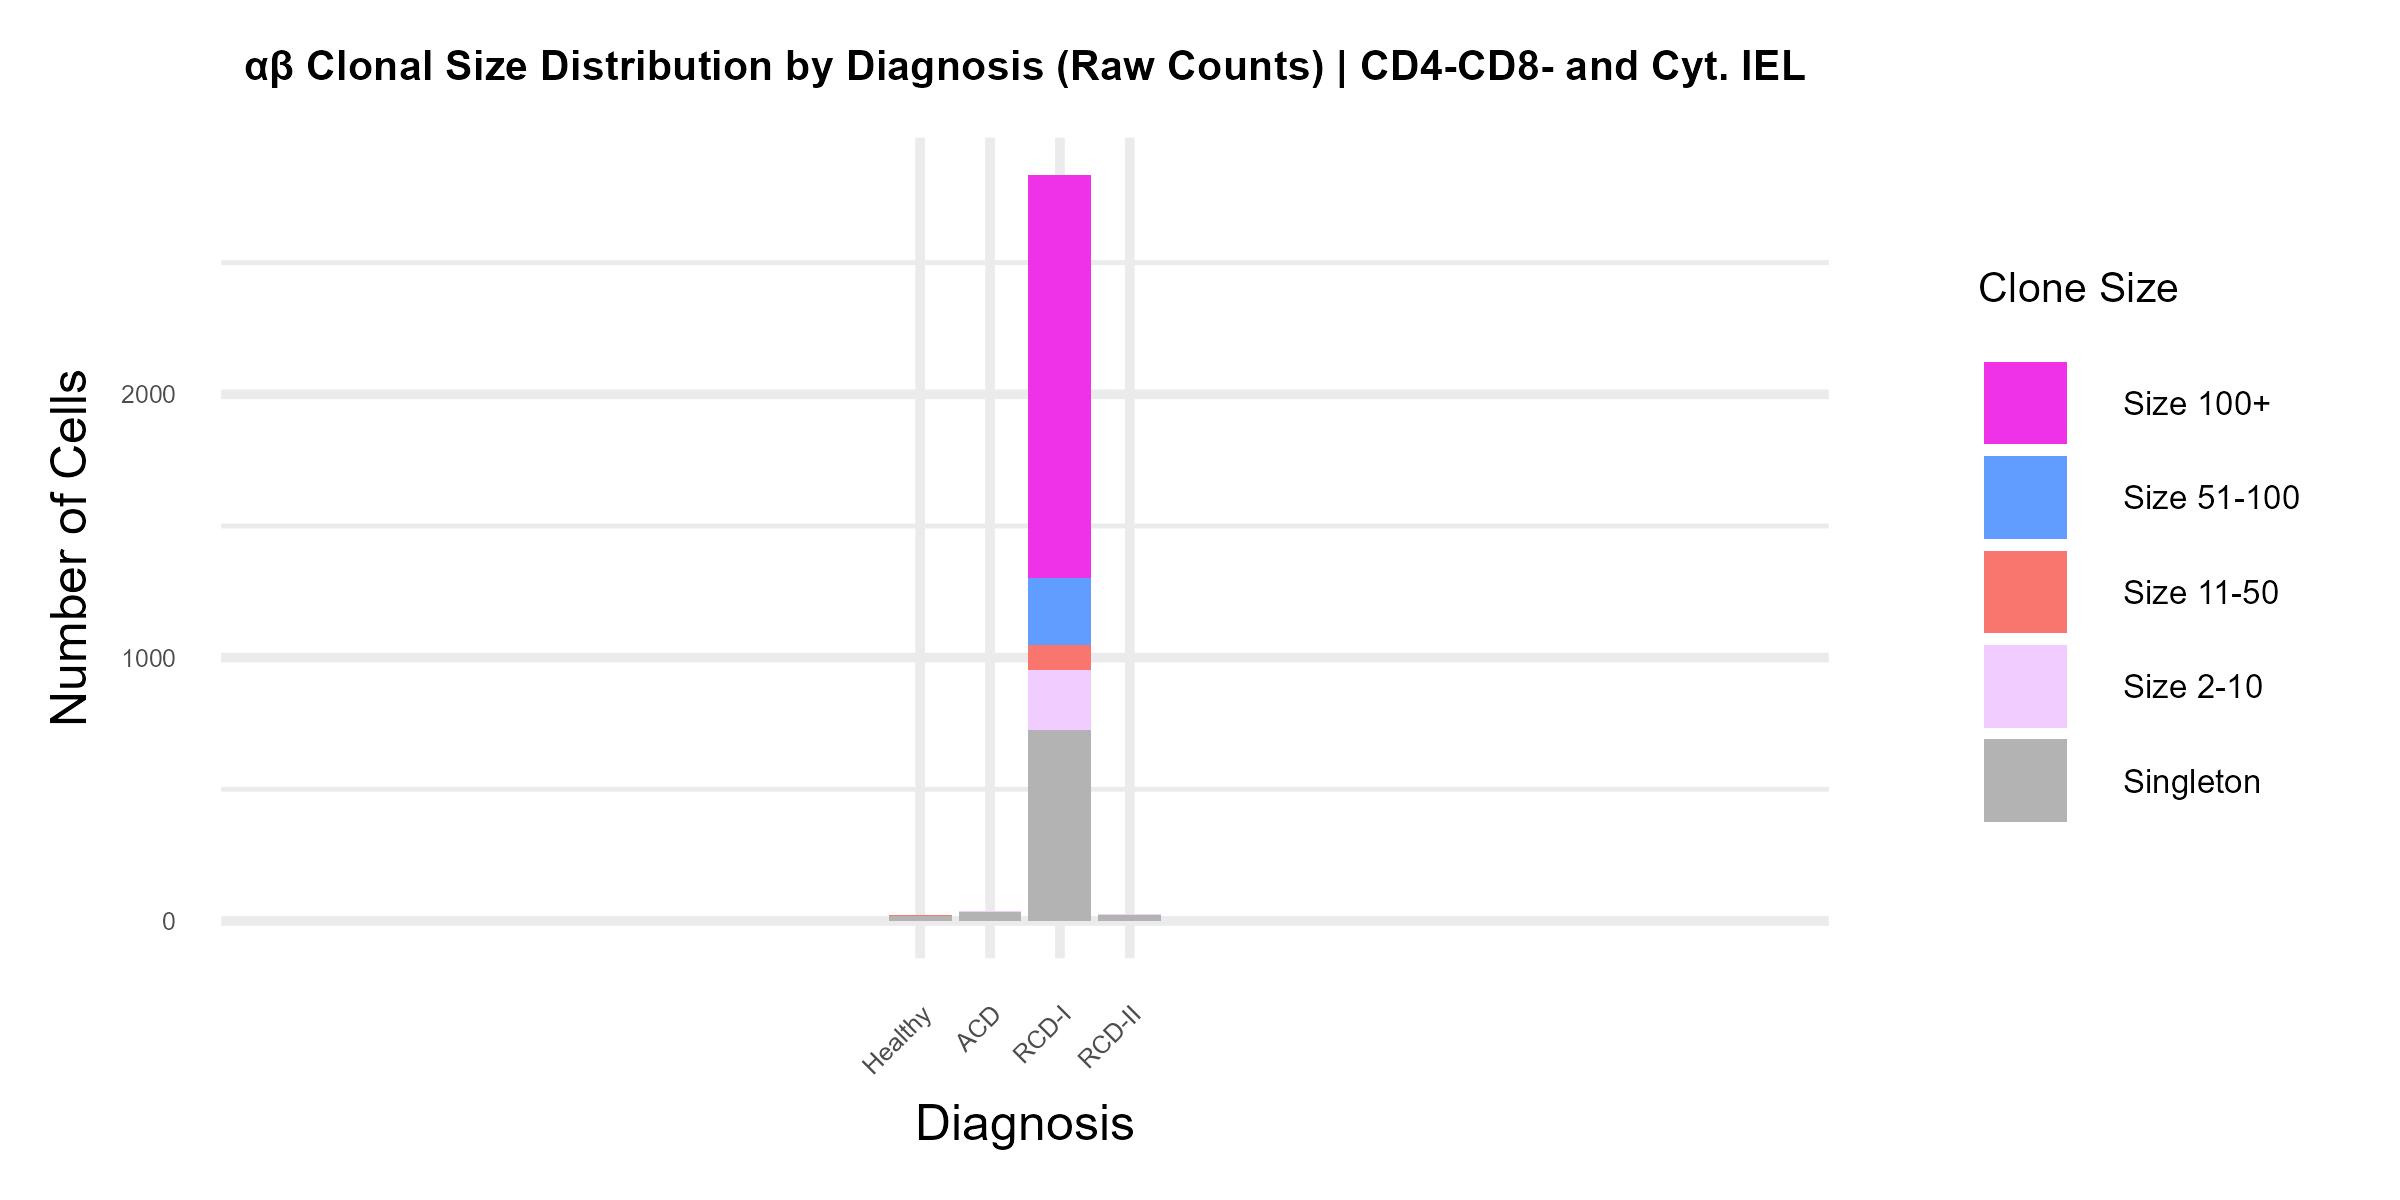 αβ Clonal Size Distribution by Diagnosis (Raw Counts) | CD4-CD8- and Cyt. IEL
Number of Cells
2000
1000
0
Healthy
ACD
RCD-I
RCD-II
Diagnosis
Clone Size
Size 100+
Size 51-100
Size 11-50
Size 2-10
Singleton